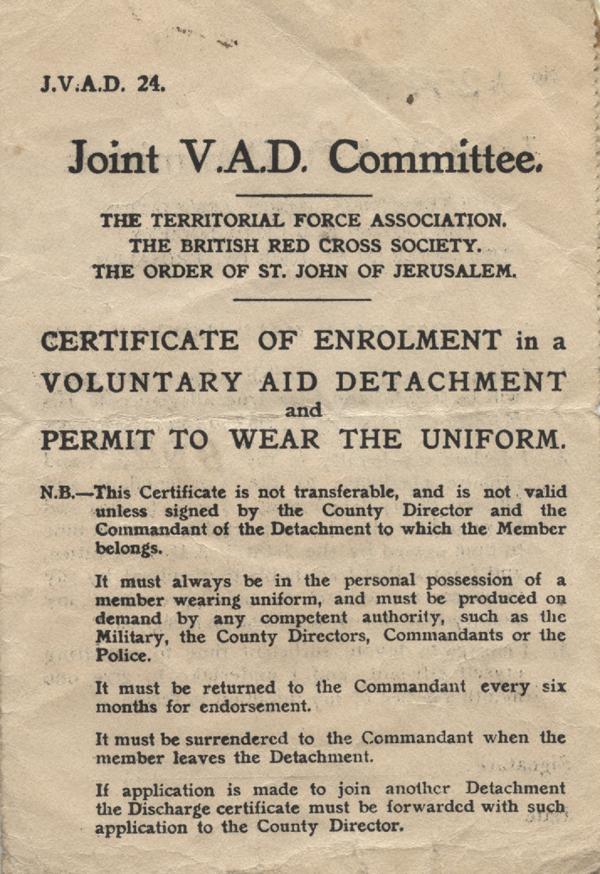 J.V.A.D. 24.
Joint V.A.D. Committee.
THE TERRITORIAL FORCE ASSOCIATION.
THE BRITISH RED CROSS SOCIETY.
THE ORDER OF ST. JOHN OF JERUSALEM.
CERTIFICATE OF ENROLMENT in a
VOLUNTARY AID DETACHMENT
and
PERMIT TO WEAR THE UNIFORM.
N.B.—This Certificate is not transferable, and is not valid
unless signed by the County Director and the
Commandant of the Detachment to which the Member
belongs.
It must always be in the personal possession of a
member wearing uniform, and must be produced on
demand by any competent authority, such as the
Military, the County Directors, Commandants or the
Police.
It must be returned to the Commandant every six
months for endorsement.
It must be surrendered to the Commandant when the
member leaves the Detachment.
If application is made to join another Detachment
the Discharge certificate must be forwarded with such
application to the County Director.